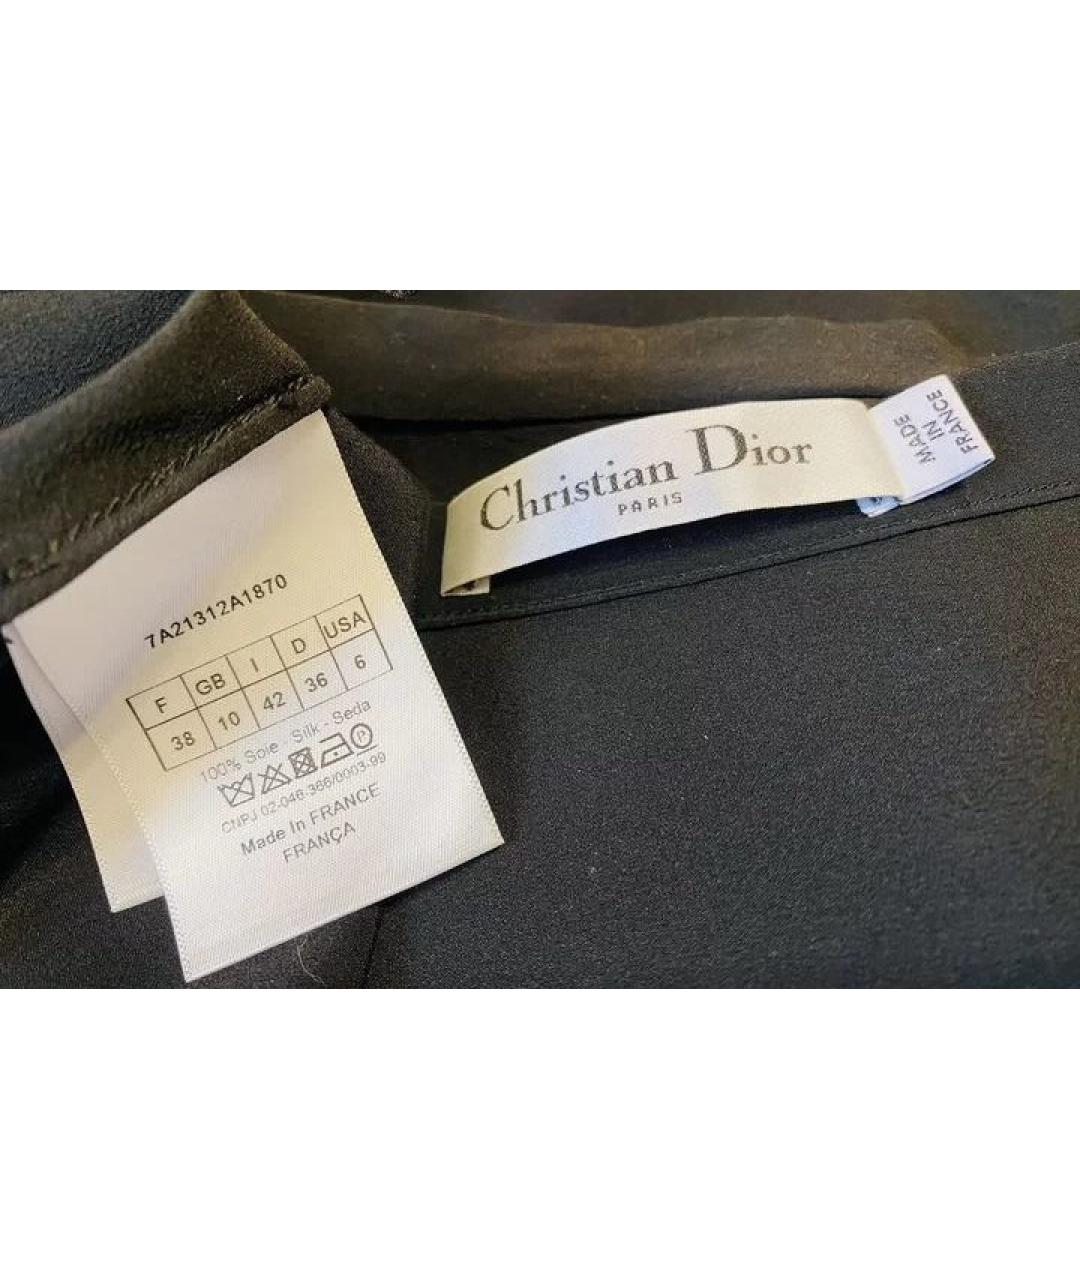 Christian Dior
PARIS
MADE
IN
FRANCE
7A21312A1870
F GB I D USA
38 10 42 36 6
100% Soie - Silk - Seda
CNPJ 02-046-366/0003-99
Made In FRANCE
FRANÇA